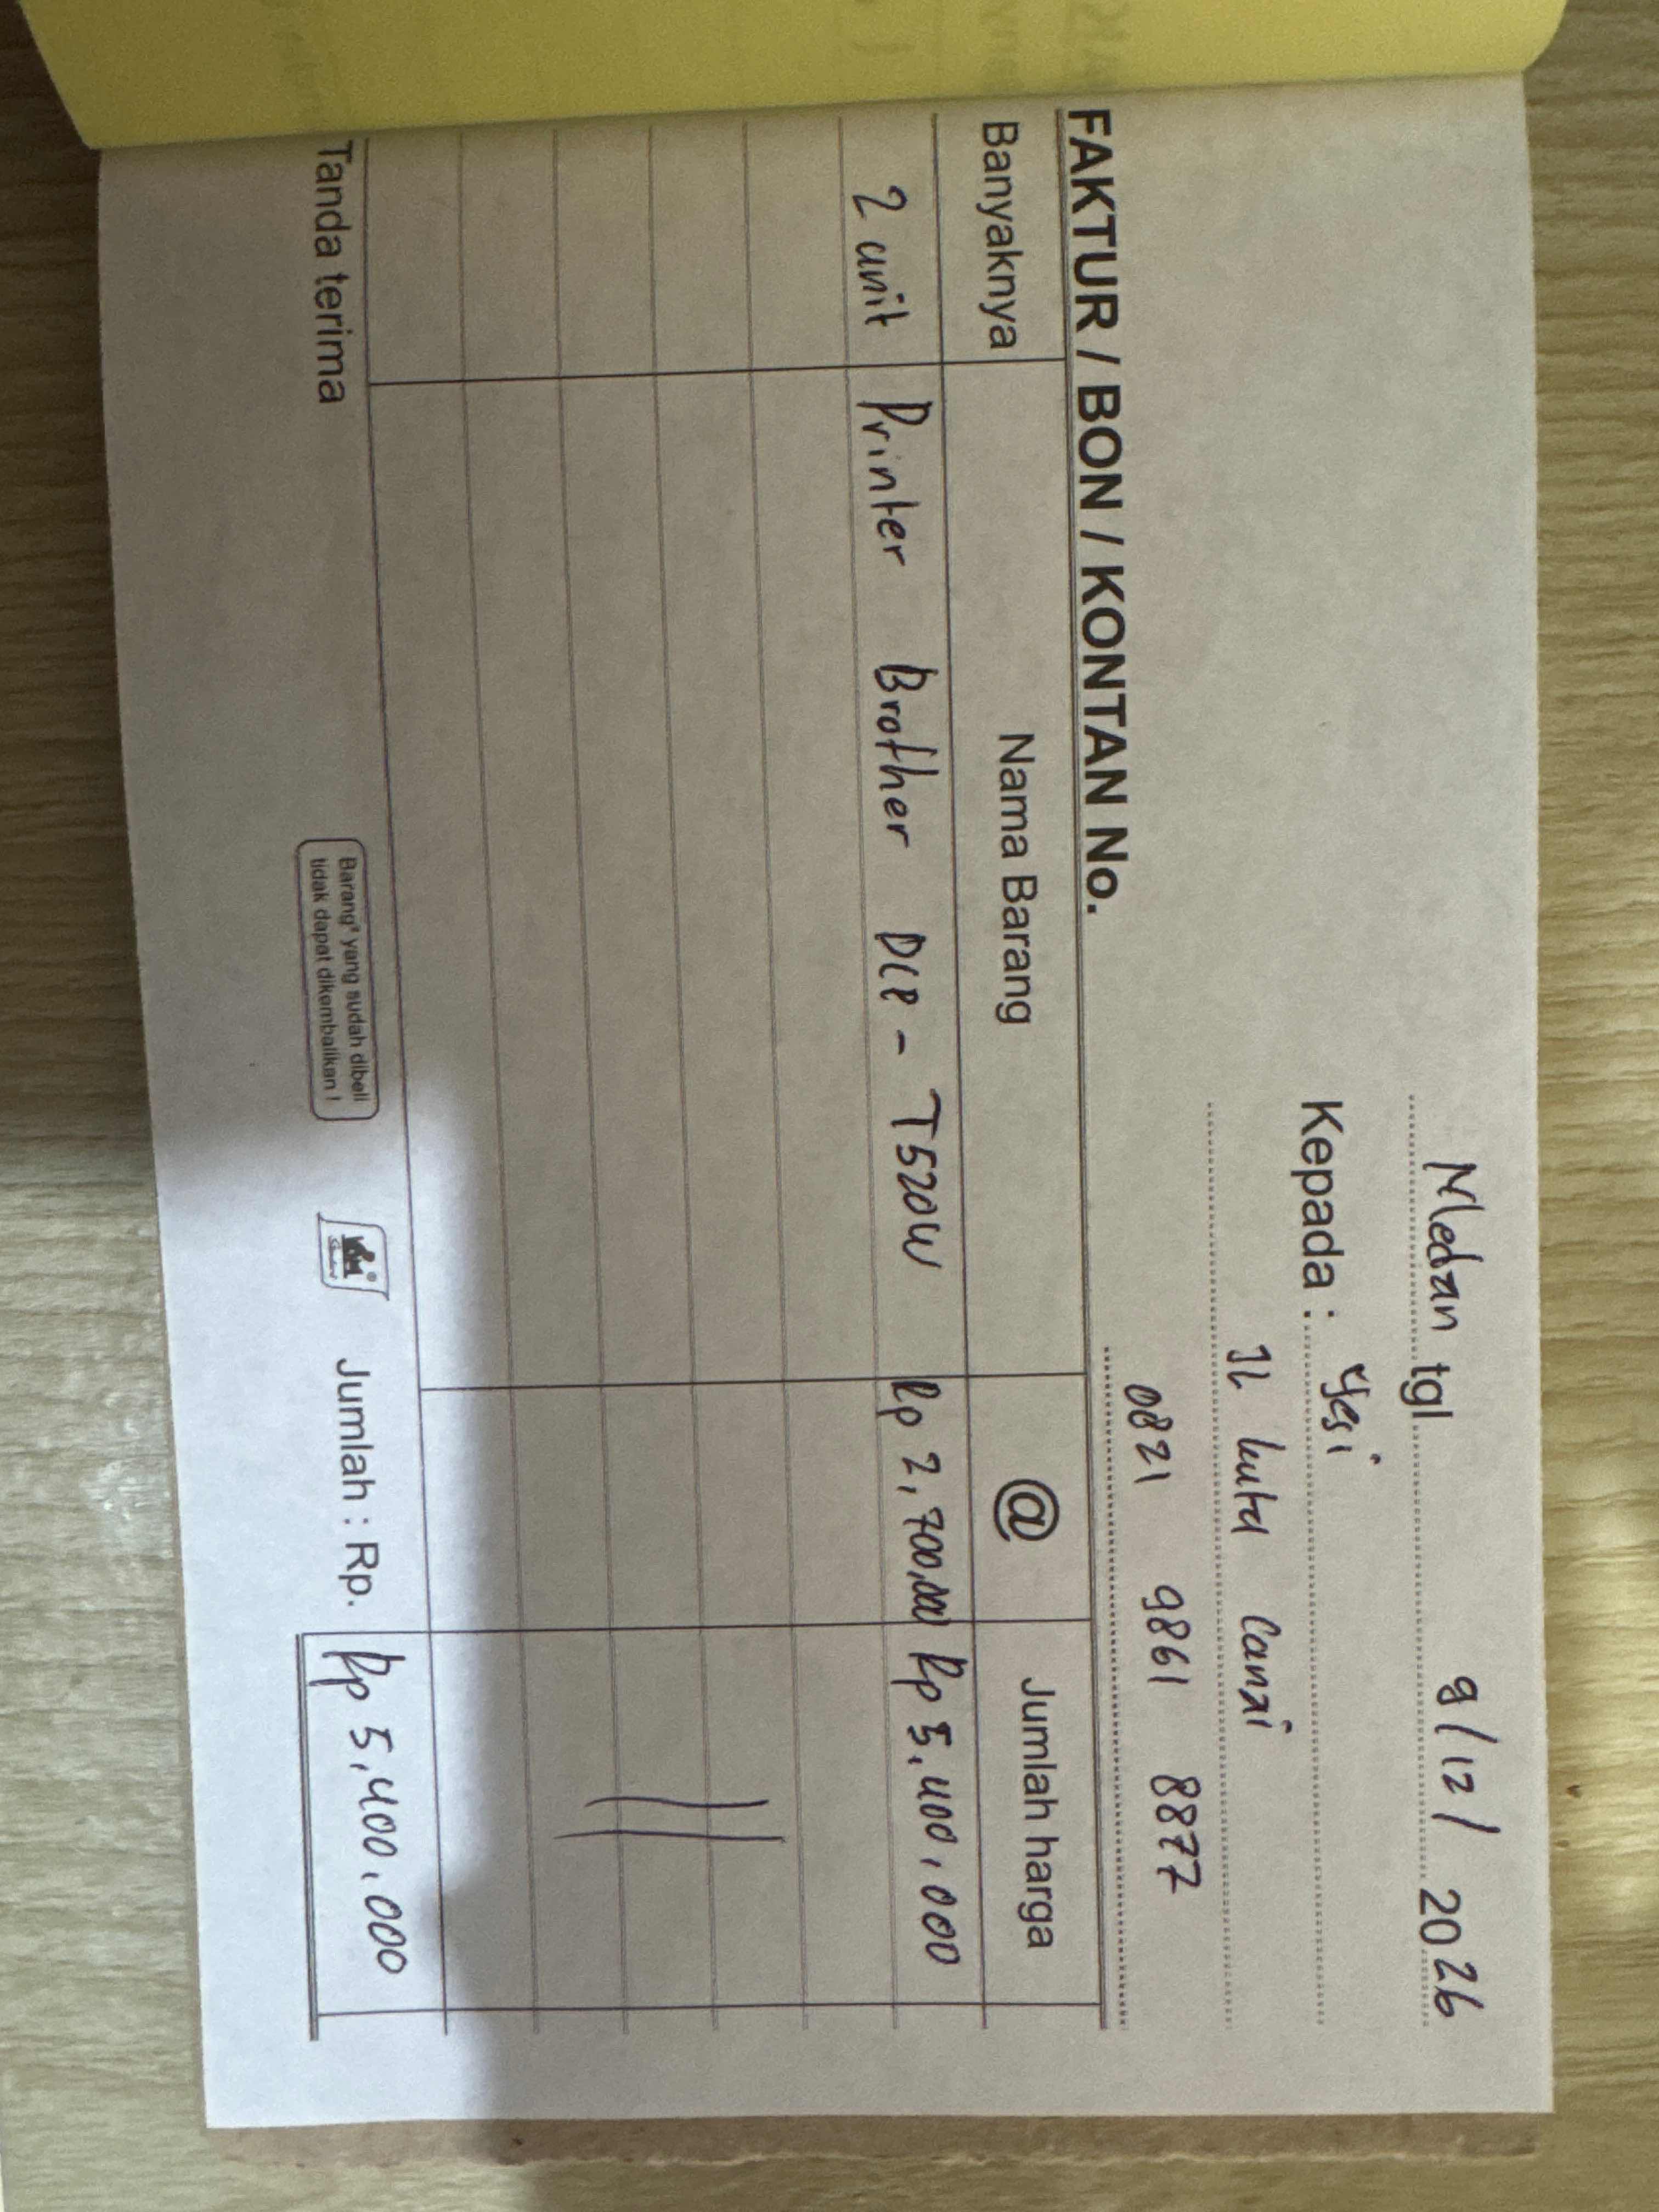 Medan tgl 9/12/ 2026
Kepada : Yesi
JL kuta Canai
0821 9861 8877
FAKTUR / BON / KONTAN No.
Banyaknya Nama Barang @ Jumlah harga
2 unit Printer Brother DCP - T520W Rp 2,700,000 Rp 5,400,000
Tanda terima
Barang² yang sudah dibeli
tidak dapat dikembalikan !
Jumlah : Rp. Rp 5,400,000